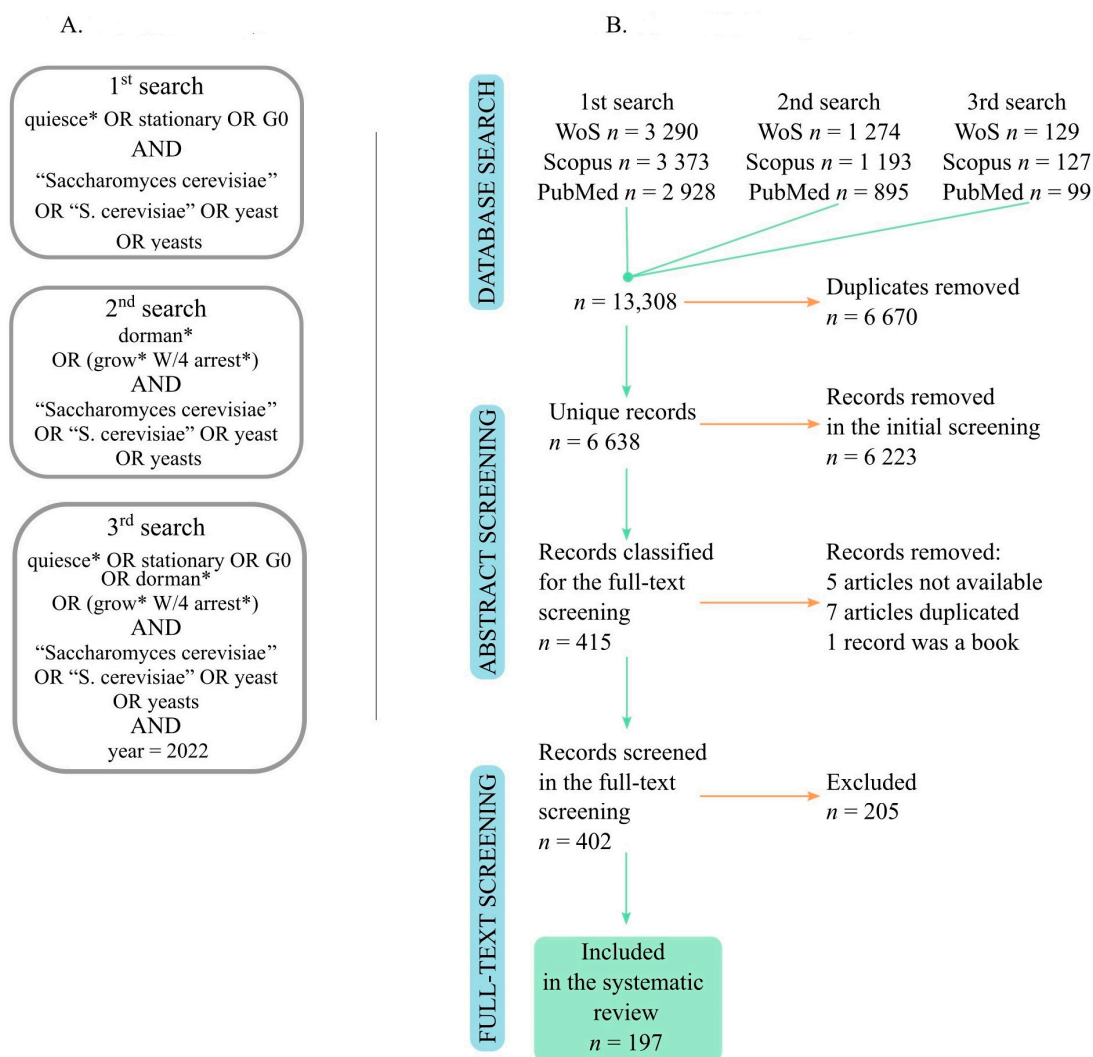 A.
1st search
quiesce* OR stationary OR G0
AND
“Saccharomyces cerevisiae”
OR “S. cerevisiae” OR yeast
OR yeasts
2nd search
dorman*
OR (grow* W/4 arrest*)
AND
“Saccharomyces cerevisiae”
OR “S. cerevisiae” OR yeast
OR yeasts
3rd search
quiesce* OR stationary OR G0
OR dorman*
OR (grow* W/4 arrest*)
AND
“Saccharomyces cerevisiae”
OR “S. cerevisiae” OR yeast
OR yeasts
AND
year = 2022
B.
DATABASE SEARCH
1st search
WoS n = 3 290
Scopus n = 3 373
PubMed n = 2 928
2nd search
WoS n = 1 274
Scopus n = 1 193
PubMed n = 895
3rd search
WoS n = 129
Scopus n = 127
PubMed n = 99
n = 13,308
Duplicates removed
n = 6 670
ABSTRACT SCREENING
Unique records
n = 6 638
Records removed
in the initial screening
n = 6 223
Records classified
for the full-text
screening
n = 415
Records removed:
5 articles not available
7 articles duplicated
1 record was a book
FULL-TEXT SCREENING
Records screened
in the full-text
screening
n = 402
Excluded
n = 205
Included
in the systematic
review
n = 197